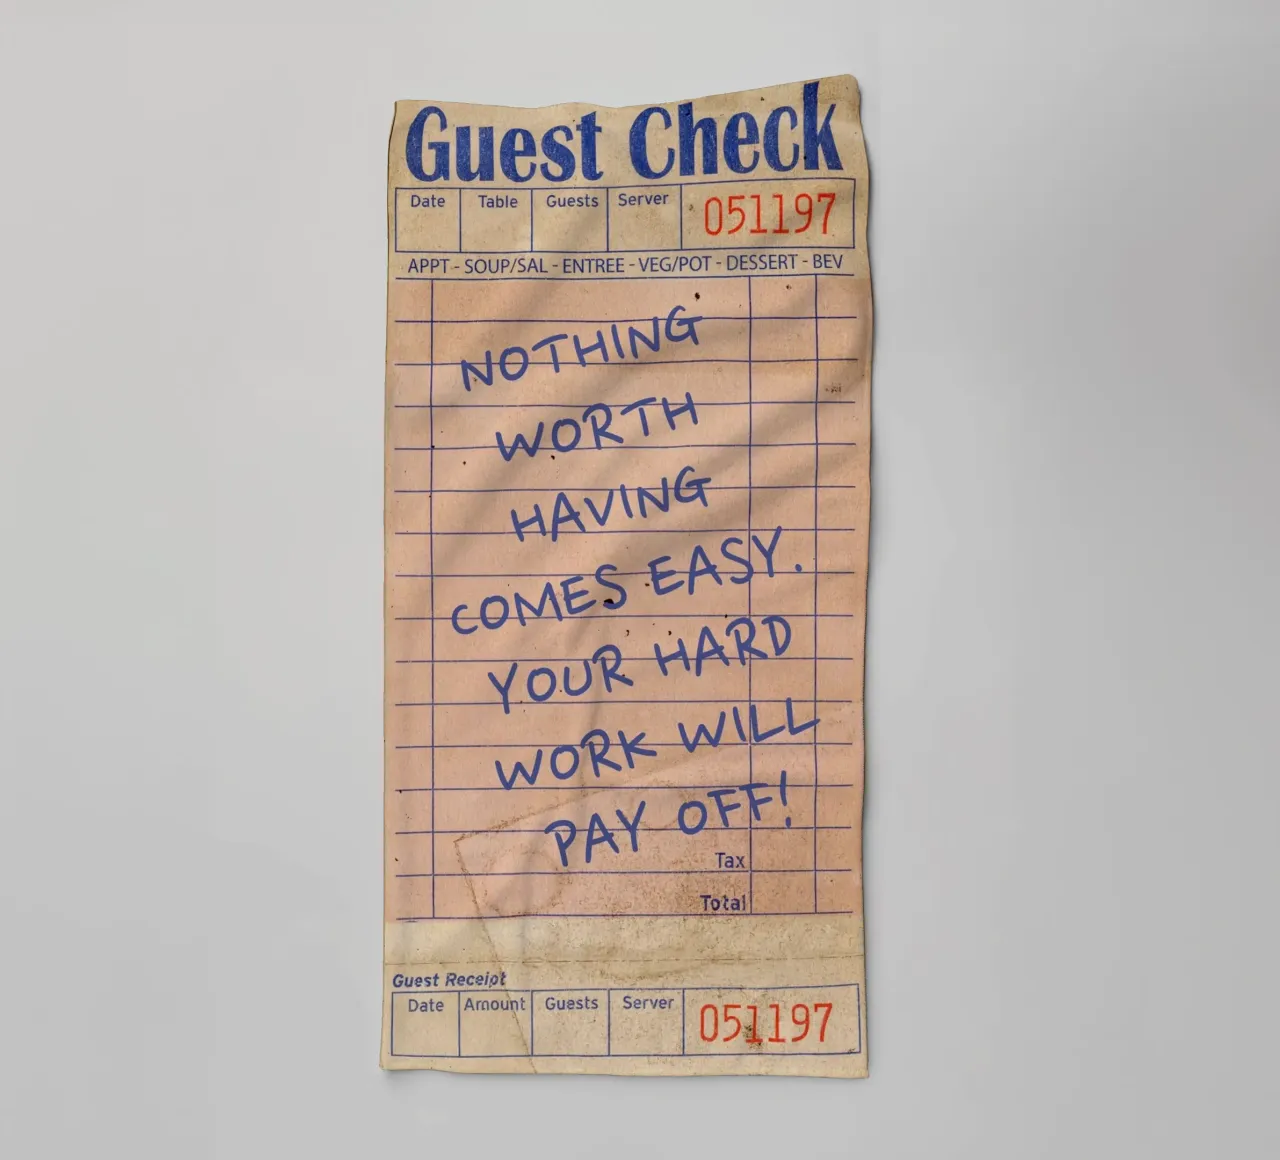 Guest Check
Date Table Guests Server 051197
APPT - SOUP/SAL - ENTREE - VEG/POT - DESSERT - BEV
NOTHING
WORTH
HAVING
COMES EASY.
YOUR HARD
WORK WILL
PAY OFF!
Tax
Total
Guest Receipt
Date Amount Guests Server 051197